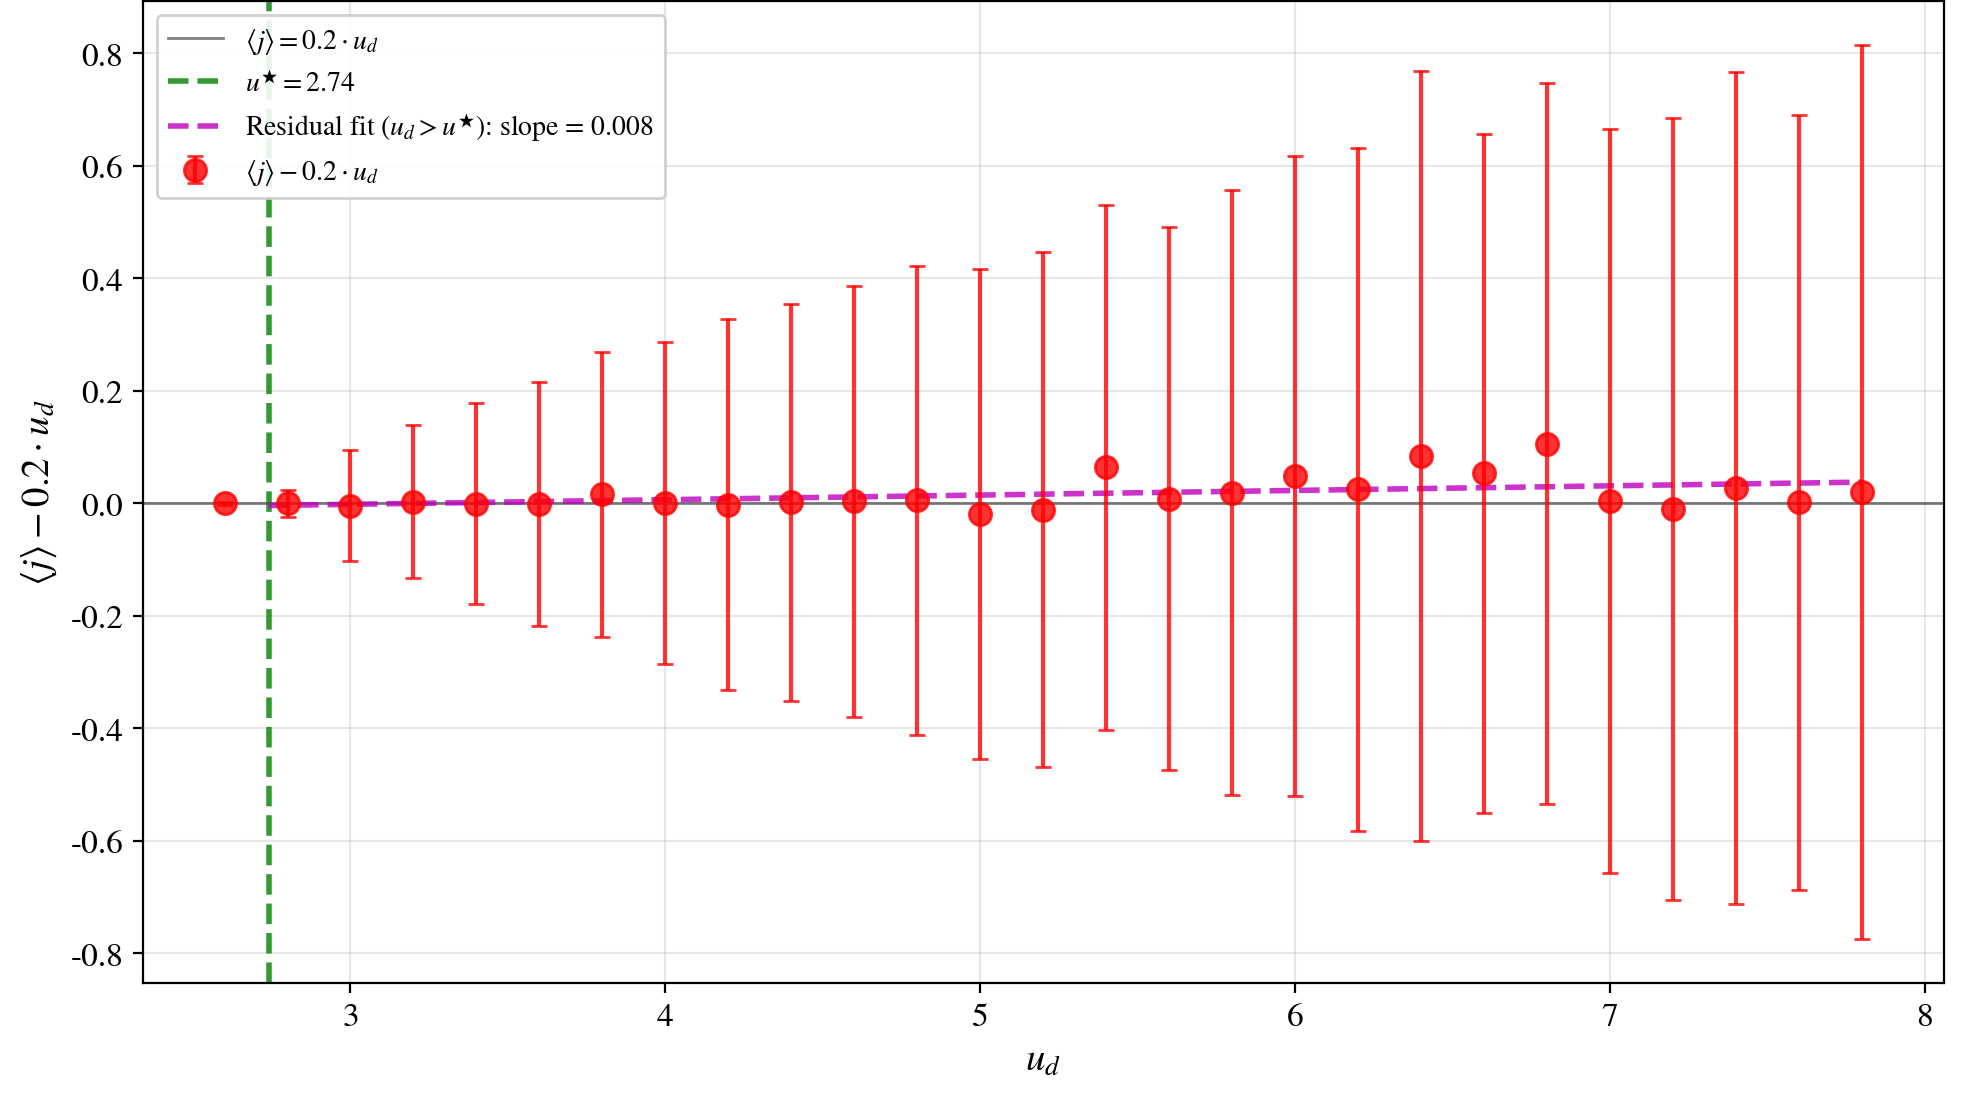 ⟨j⟩ = 0.2 · u_d
u★ = 2.74
Residual fit (u_d > u★): slope = 0.008
⟨j⟩ − 0.2 · u_d
0.8
0.6
0.4
0.2
0.0
-0.2
-0.4
-0.6
-0.8
⟨j⟩ − 0.2 · u_d
3 4 5 6 7 8
u_d